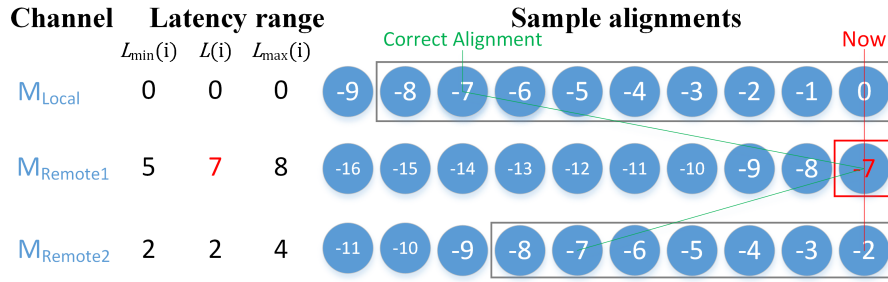 Channel Latency range Sample alignments
Lmin(i) L(i) Lmax(i) Correct Alignment Now
MLocal 0 0 0 -9 -8 -7 -6 -5 -4 -3 -2 -1 0
MRemote1 5 7 8 -16 -15 -14 -13 -12 -11 -10 -9 -8 -7
MRemote2 2 2 4 -11 -10 -9 -8 -7 -6 -5 -4 -3 -2